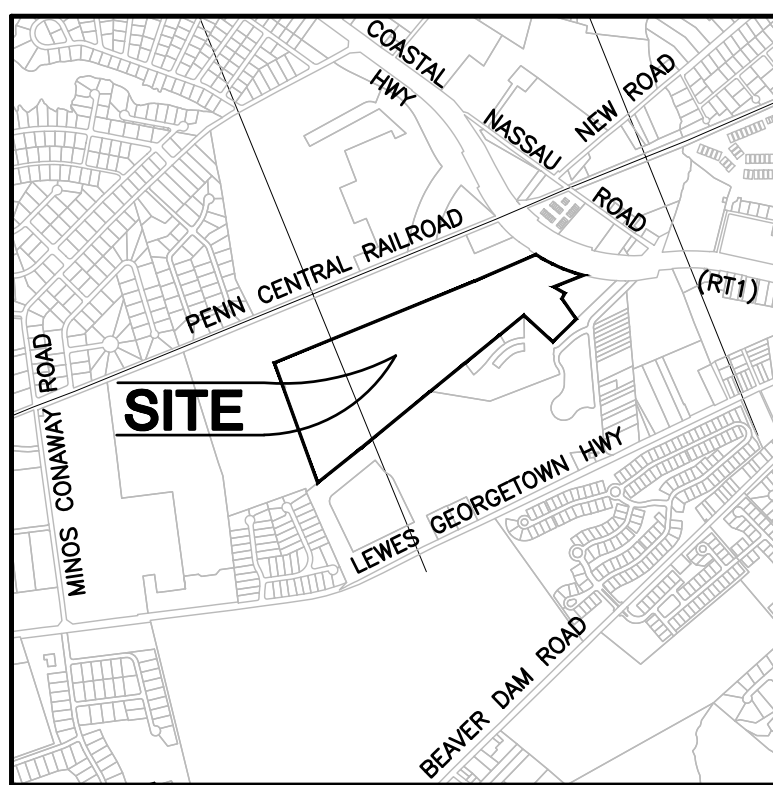 COASTAL
HWY
NEW ROAD
NASSAU
ROAD
PENN CENTRAL RAILROAD
(RT1)
MINOS CONAWAY ROAD
SITE
LEWES GEORGETOWN HWY
BEAVER DAM ROAD